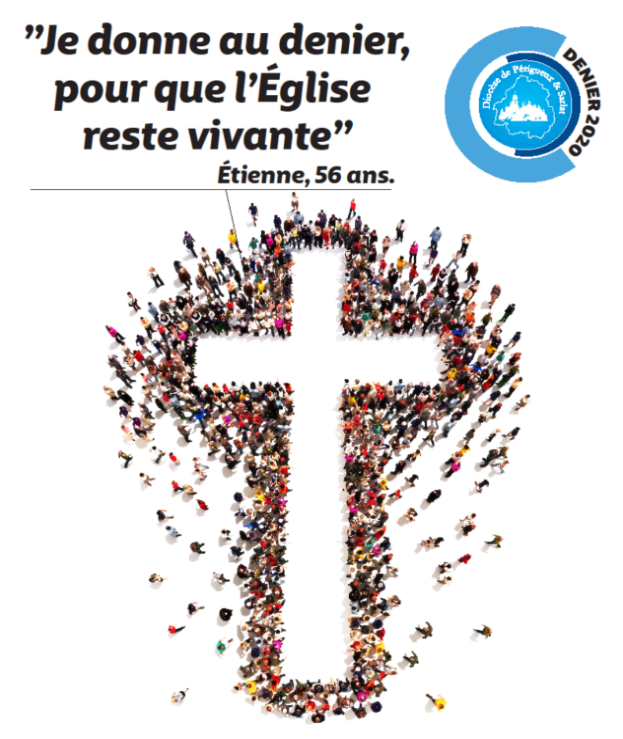 ”Je donne au denier,
pour que l’Église
reste vivante”
Étienne, 56 ans.
Diocèse de Périgueux & Sarlat
DENIER 2020